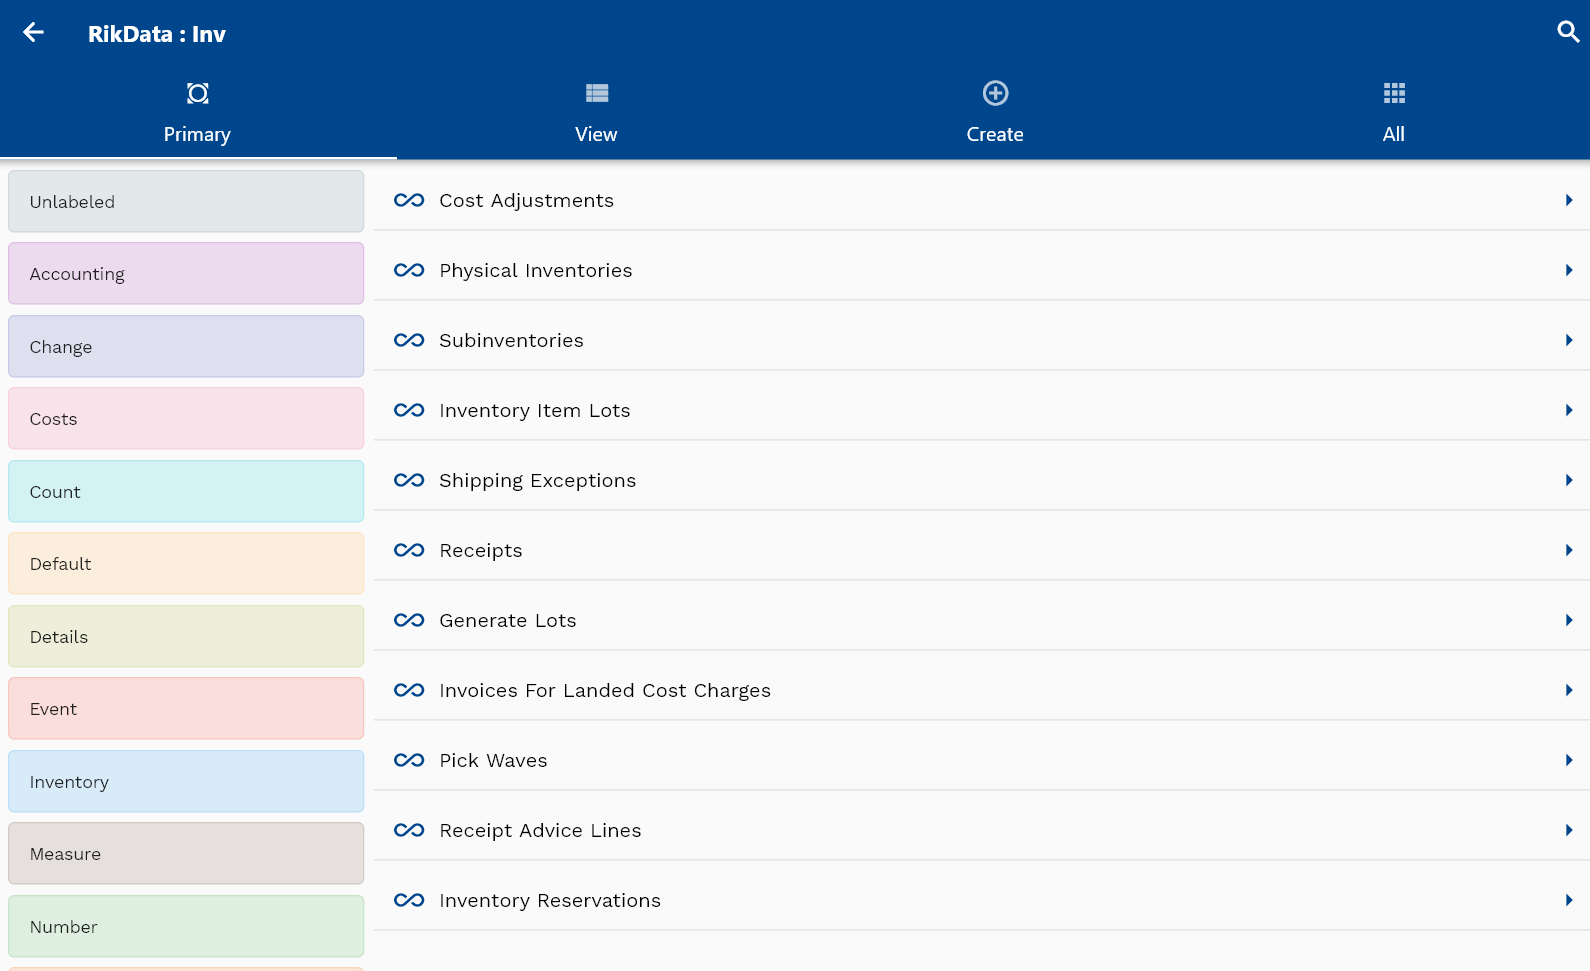 RikData : Inv
Primary
View
Create
All
Unlabeled
Accounting
Change
Costs
Count
Default
Details
Event
Inventory
Measure
Number
Cost Adjustments
Physical Inventories
Subinventories
Inventory Item Lots
Shipping Exceptions
Receipts
Generate Lots
Invoices For Landed Cost Charges
Pick Waves
Receipt Advice Lines
Inventory Reservations